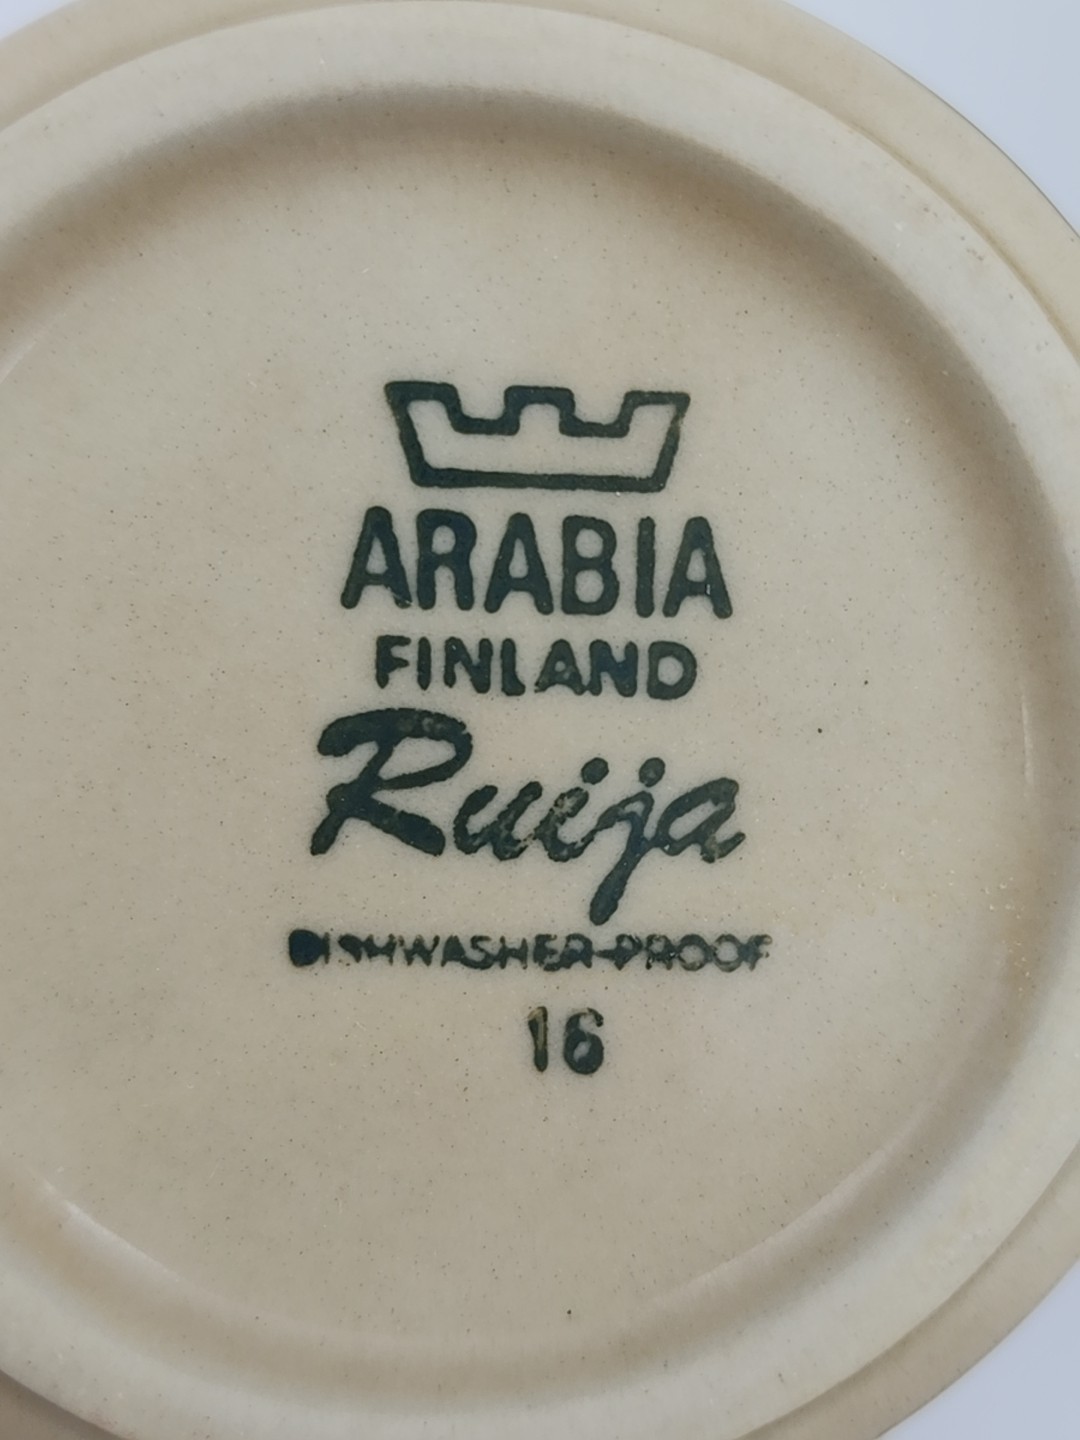 ARABIA
FINLAND
Ruija
DISHWASHER-PROOF
16